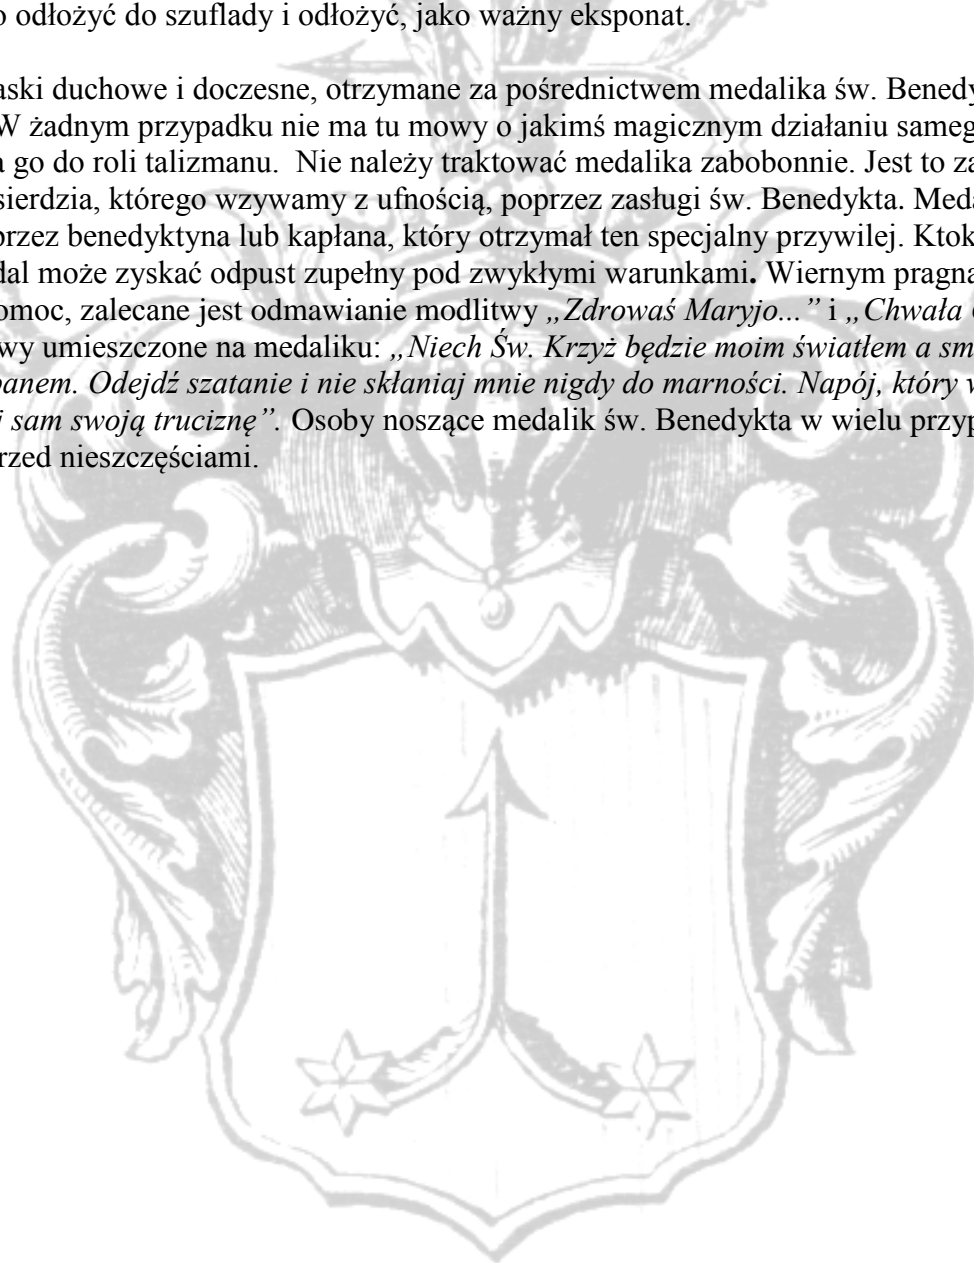 o odłożyć do szuflady i odłożyć, jako ważny eksponat.
aski duchowe i doczesne, otrzymane za pośrednictwem medalika św. Benedy
W żadnym przypadku nie ma tu mowy o jakimś magicznym działaniu sameg
a go do roli talizmanu. Nie należy traktować medalika zabobonnie. Jest to za
sierdzia, którego wzywamy z ufnością, poprzez zasługi św. Benedykta. Meda
przez benedyktyna lub kapłana, który otrzymał ten specjalny przywilej. Ktok
dal może zyskać odpust zupełny pod zwykłymi warunkami. Wiernym pragna
omoc, zalecane jest odmawianie modlitwy „Zdrowaś Maryjo...” i „Chwała
wy umieszczone na medaliku: „Niech Św. Krzyż będzie moim światłem a sm
panem. Odejdź szatanie i nie skłaniaj mnie nigdy do marności. Napój, który w
j sam swoją truciznę”. Osoby noszące medalik św. Benedykta w wielu przyp
rzed nieszczęściami.